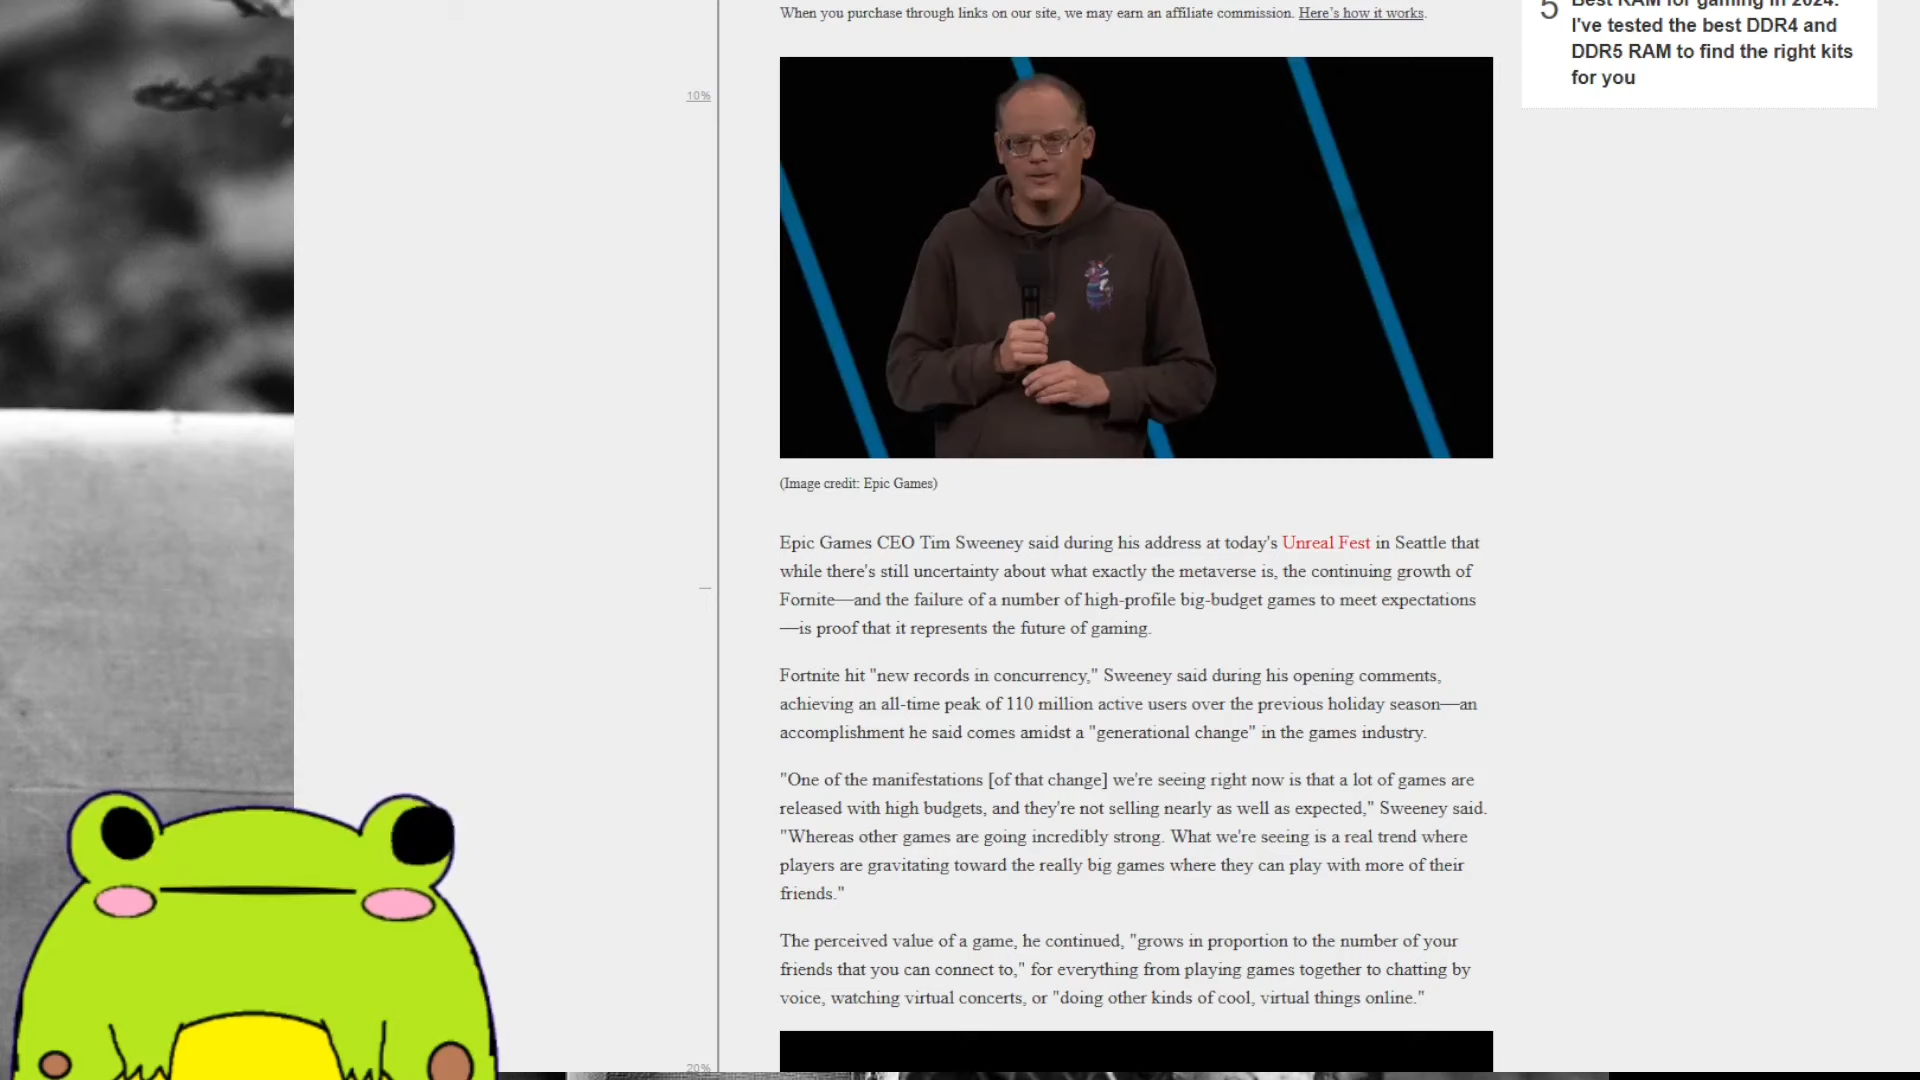 When you purchase through links on our site, we may earn an affiliate commission. Here's how it works.
5
Best RAM for gaming in 2024:
I've tested the best DDR4 and
DDR5 RAM to find the right kits
for you
10%
(Image credit: Epic Games)
Epic Games CEO Tim Sweeney said during his address at today's Unreal Fest in Seattle that
while there's still uncertainty about what exactly the metaverse is, the continuing growth of
Fornite—and the failure of a number of high-profile big-budget games to meet expectations
—is proof that it represents the future of gaming.
Fortnite hit "new records in concurrency," Sweeney said during his opening comments,
achieving an all-time peak of 110 million active users over the previous holiday season—an
accomplishment he said comes amidst a "generational change" in the games industry.
"One of the manifestations [of that change] we're seeing right now is that a lot of games are
released with high budgets, and they're not selling nearly as well as expected," Sweeney said.
"Whereas other games are going incredibly strong. What we're seeing is a real trend where
players are gravitating toward the really big games where they can play with more of their
friends."
The perceived value of a game, he continued, "grows in proportion to the number of your
friends that you can connect to," for everything from playing games together to chatting by
voice, watching virtual concerts, or "doing other kinds of cool, virtual things online."
20%